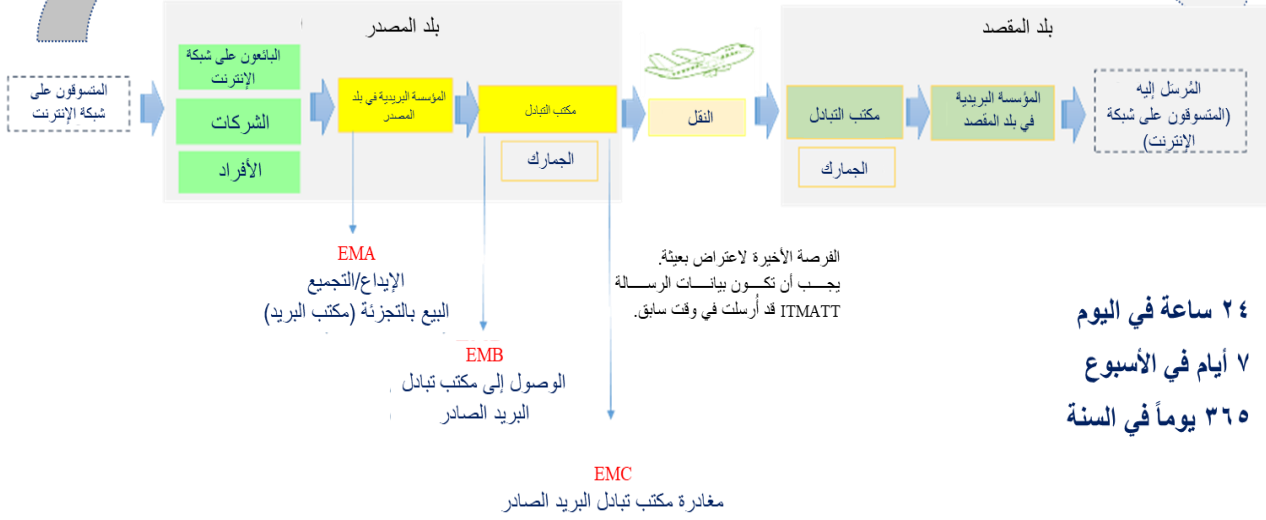 بلد المصدر
بلد المقصد
المتسوقون على
شبكة الإنترنت
البائعون على شبكة
الإنترنت
الشركات
الأفراد
المؤسسة البريدية في بلد
المصدر
مكتب التبادل
الجمارك
النقل
مكتب التبادل
الجمارك
المؤسسة البريدية
في بلد المقصد
المُرسَل إليه
(المتسوقون على شبكة
الإنترنت)
EMA
الإيداع/التجميع
البيع بالتجزئة (مكتب البريد)
EMB
الوصول إلى مكتب تبادل
البريد الصادر
EMC
مغادرة مكتب تبادل البريد الصادر
الفرصة الأخيرة لاعتراض بعيثة.
يجب أن تكون بيانات الرسالة
ITMATT قد أُرسلت في وقت سابق.
٢٤ ساعة في اليوم
٧ أيام في الأسبوع
٣٦٥ يوماً في السنة